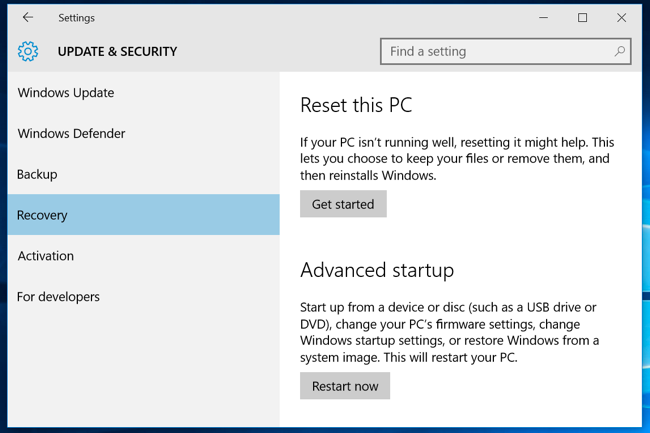 Settings
UPDATE & SECURITY
Find a setting
Windows Update
Windows Defender
Backup
Recovery
Activation
For developers
Reset this PC
If your PC isn't running well, resetting it might help. This
lets you choose to keep your files or remove them, and
then reinstalls Windows.
Get started
Advanced startup
Start up from a device or disc (such as a USB drive or
DVD), change your PC's firmware settings, change
Windows startup settings, or restore Windows from a
system image. This will restart your PC.
Restart now